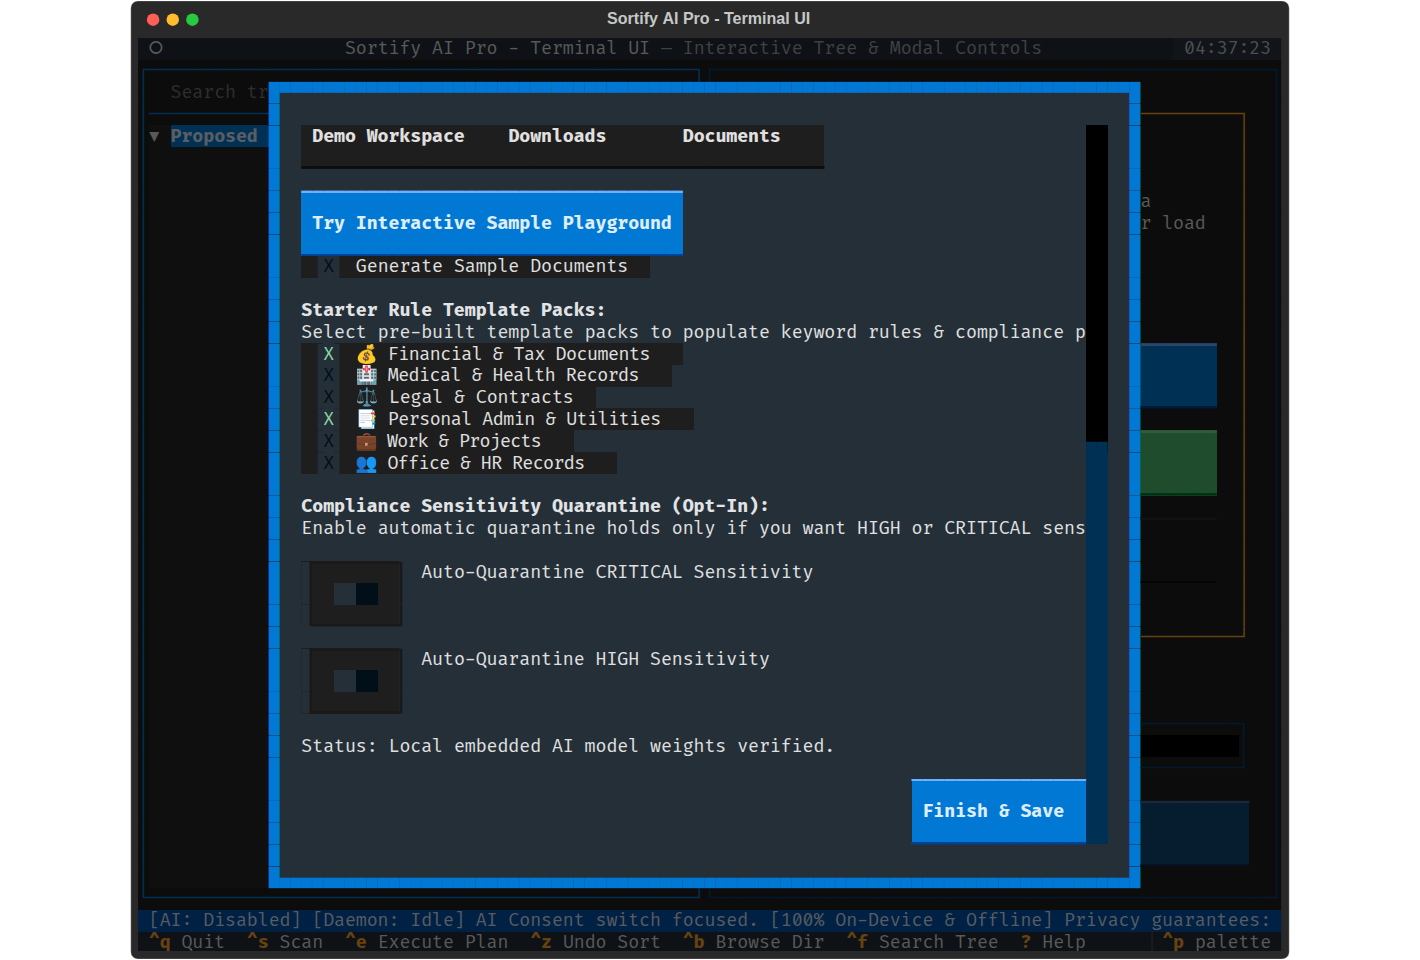 Sortify AI Pro - Terminal UI
Sortify AI Pro - Terminal UI — Interactive Tree & Modal Controls 04:37:23
Search tr
▼ Proposed
Demo Workspace Downloads Documents
a
Try Interactive Sample Playground
r load
X Generate Sample Documents
Starter Rule Template Packs:
Select pre-built template packs to populate keyword rules & compliance p
X 💰 Financial & Tax Documents
X 🏥 Medical & Health Records
X ⚖️ Legal & Contracts
X 📑 Personal Admin & Utilities
X 💼 Work & Projects
X 👥 Office & HR Records
Compliance Sensitivity Quarantine (Opt-In):
Enable automatic quarantine holds only if you want HIGH or CRITICAL sens
Auto-Quarantine CRITICAL Sensitivity
Auto-Quarantine HIGH Sensitivity
Status: Local embedded AI model weights verified.
Finish & Save
[AI: Disabled] [Daemon: Idle] AI Consent switch focused. [100% On-Device & Offline] Privacy guarantees:
^q Quit ^s Scan ^e Execute Plan ^z Undo Sort ^b Browse Dir ^f Search Tree ? Help ^p palette